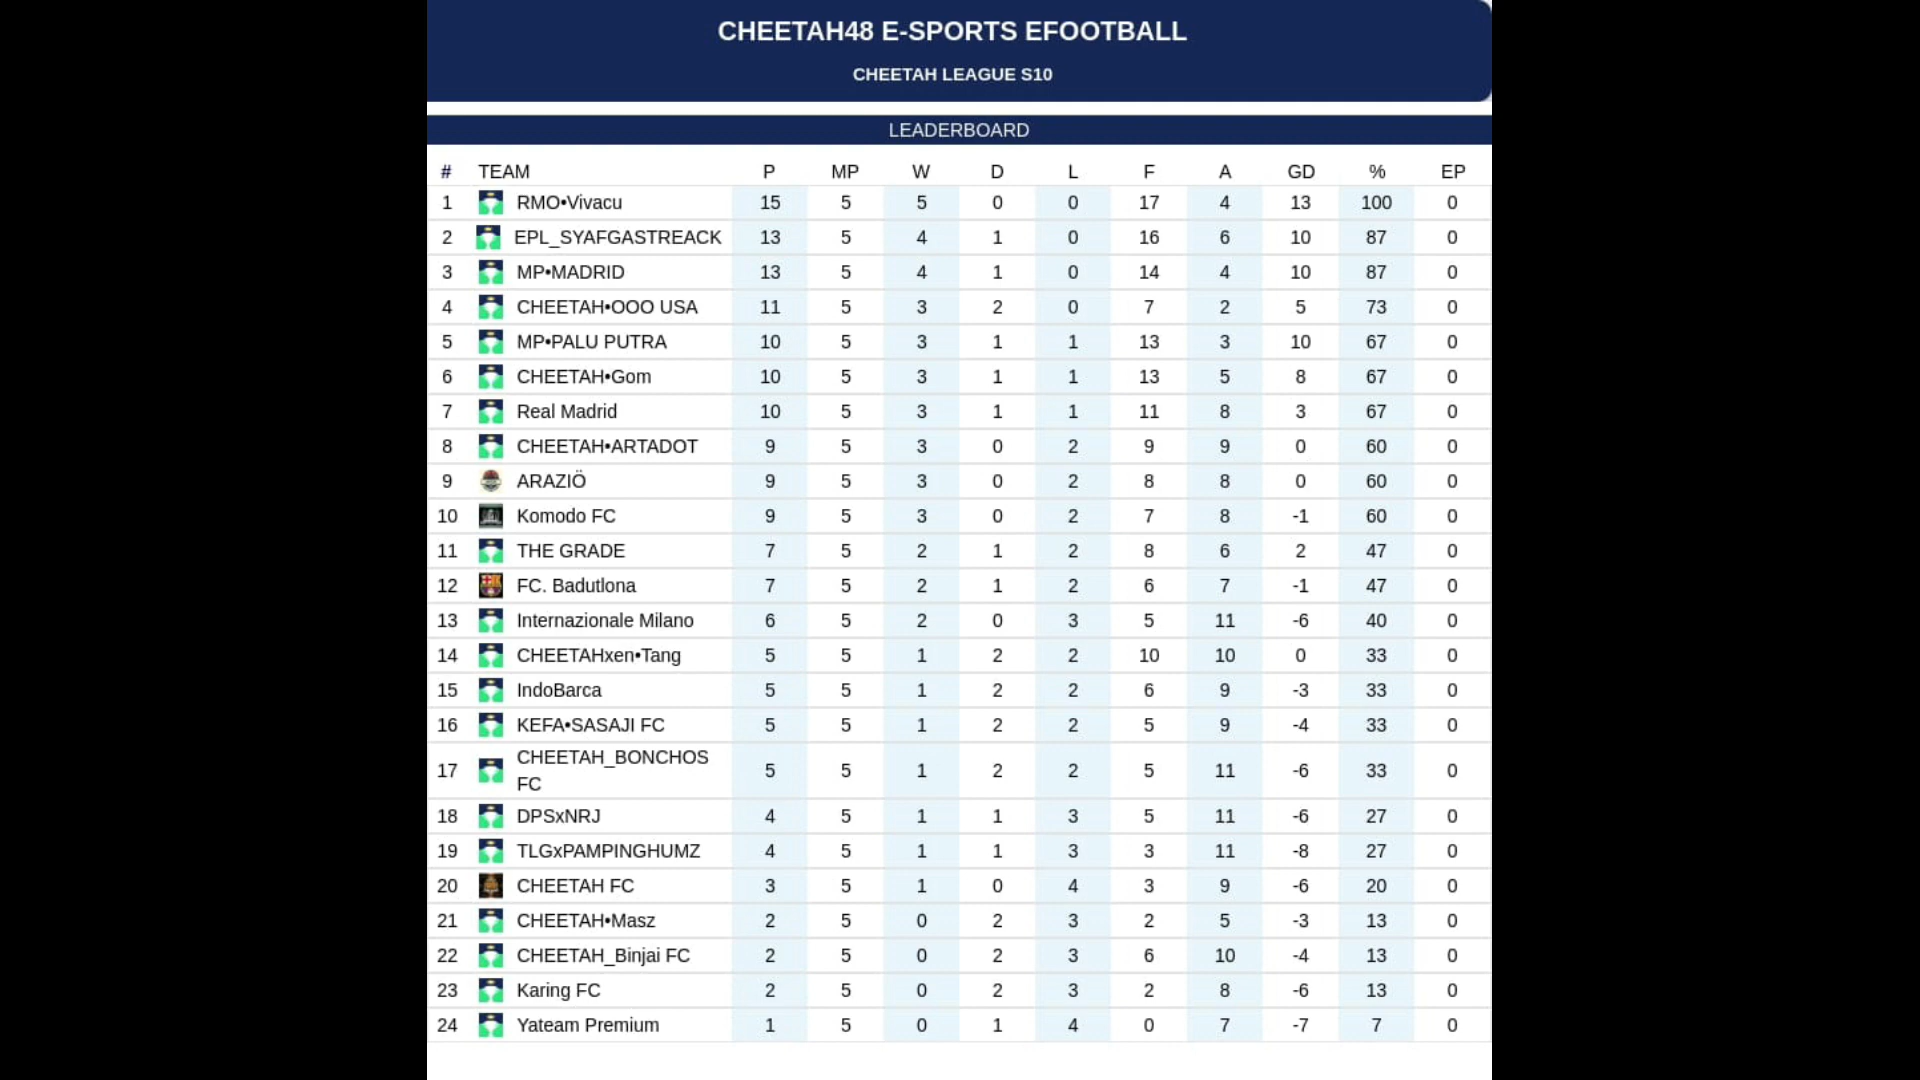 CHEETAH48 E-SPORTS EFOOTBALL
CHEETAH LEAGUE S10
LEADERBOARD
# TEAM P MP W D L F A GD % EP
1 RMO•Vivacu 15 5 5 0 0 17 4 13 100 0
2 EPL_SYAFGASTREACK 13 5 4 1 0 16 6 10 87 0
3 MP•MADRID 13 5 4 1 0 14 4 10 87 0
4 CHEETAH•OOO USA 11 5 3 2 0 7 2 5 73 0
5 MP•PALU PUTRA 10 5 3 1 1 13 3 10 67 0
6 CHEETAH•Gom 10 5 3 1 1 13 5 8 67 0
7 Real Madrid 10 5 3 1 1 11 8 3 67 0
8 CHEETAH•ARTADOT 9 5 3 0 2 9 9 0 60 0
9 ARAZIÖ 9 5 3 0 2 8 8 0 60 0
10 Komodo FC 9 5 3 0 2 7 8 -1 60 0
11 THE GRADE 7 5 2 1 2 8 6 2 47 0
12 FC. Badutlona 7 5 2 1 2 6 7 -1 47 0
13 Internazionale Milano 6 5 2 0 3 5 11 -6 40 0
14 CHEETAHxen•Tang 5 5 1 2 2 10 10 0 33 0
15 IndoBarca 5 5 1 2 2 6 9 -3 33 0
16 KEFA•SASAJI FC 5 5 1 2 2 5 9 -4 33 0
17 CHEETAH_BONCHOS
FC 5 5 1 2 2 5 11 -6 33 0
18 DPSxNRJ 4 5 1 1 3 5 11 -6 27 0
19 TLGxPAMPINGHUMZ 4 5 1 1 3 3 11 -8 27 0
20 CHEETAH FC 3 5 1 0 4 3 9 -6 20 0
21 CHEETAH•Masz 2 5 0 2 3 2 5 -3 13 0
22 CHEETAH_Binjai FC 2 5 0 2 3 6 10 -4 13 0
23 Karing FC 2 5 0 2 3 2 8 -6 13 0
24 Yateam Premium 1 5 0 1 4 0 7 -7 7 0